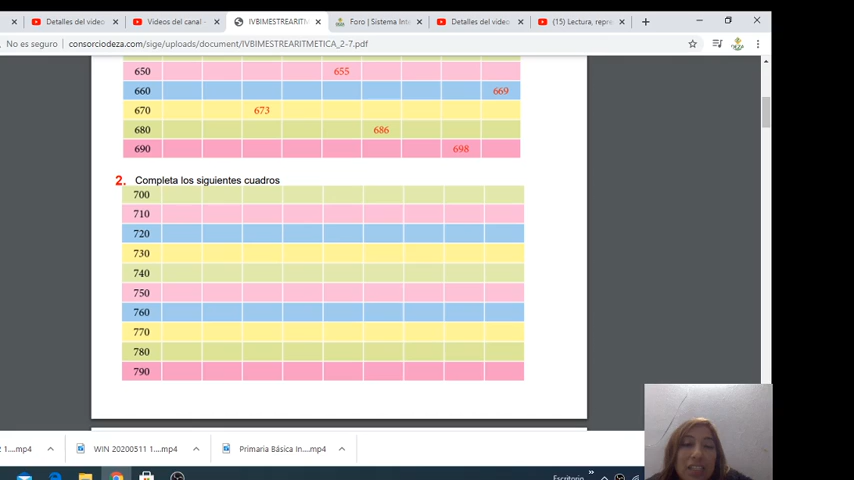 Detalles del video
Videos del canal -
IVBIMESTREARITM
Foro | Sistema Inte
Detalles del video
(15) Lectura, repre
No es seguro | consorciodeza.com/sige/uploads/document/IVBIMESTREARITMETICA_2-7.pdf
650 655
660 669
670 673
680 686
690 698
2. Completa los siguientes cuadros
700
710
720
730
740
750
760
770
780
790
1....mp4
WIN 20200511 1....mp4
Primaria Básica In....mp4
Escritorio